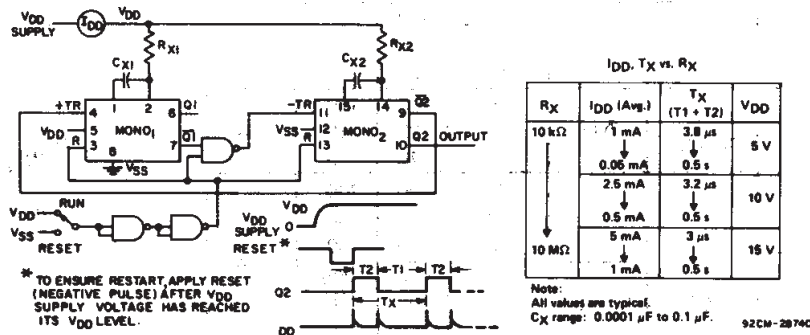 VDD SUPPLY
IDD
VDD
RX1
RX2
CX1
CX2
+TR
1
2
4
5
3
8
6
7
Q1
Q̅1̅
VDD
R
MONO1
VSS
-TR
15
14
11
12
13
9
10
Q̅2̅
Q2
OUTPUT
VSS
R̅
MONO2
VDD
RUN
VSS
RESET
VDD SUPPLY
VDD
0
RESET *
T2
T1
T2
Q2
TX
DD
* TO ENSURE RESTART, APPLY RESET
(NEGATIVE PULSE) AFTER VDD
SUPPLY VOLTAGE HAS REACHED
ITS VDD LEVEL.
IDD, TX vs. RX
RX IDD (Avg.) TX (T1 + T2) VDD
10 kΩ 1 mA 3.8 µs 5 V
0.05 mA 0.5 s
2.5 mA 3.2 µs 10 V
0.5 mA 0.5 s
5 mA 3 µs 15 V
10 MΩ 1 mA 0.5 s
Note:
All values are typical.
CX range: 0.0001 µF to 0.1 µF.